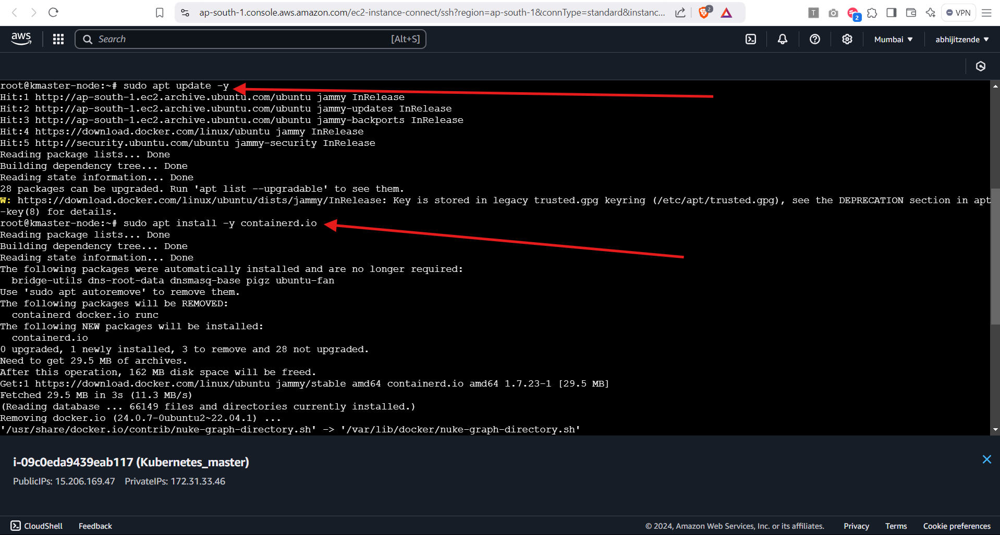 ap-south-1.console.aws.amazon.com/ec2-instance-connect/ssh?region=ap-south-1&connType=standard&instanc...
2
T
2
VPN
aws
Search
[Alt+S]
Mumbai
abhijitzende
root@kmaster-node:~# sudo apt update -y
Hit:1 http://ap-south-1.ec2.archive.ubuntu.com/ubuntu jammy InRelease
Hit:2 http://ap-south-1.ec2.archive.ubuntu.com/ubuntu jammy-updates InRelease
Hit:3 http://ap-south-1.ec2.archive.ubuntu.com/ubuntu jammy-backports InRelease
Hit:4 https://download.docker.com/linux/ubuntu jammy InRelease
Hit:5 http://security.ubuntu.com/ubuntu jammy-security InRelease
Reading package lists... Done
Building dependency tree... Done
Reading state information... Done
28 packages can be upgraded. Run 'apt list --upgradable' to see them.
W: https://download.docker.com/linux/ubuntu/dists/jammy/InRelease: Key is stored in legacy trusted.gpg keyring (/etc/apt/trusted.gpg), see the DEPRECATION section in apt
-key(8) for details.
root@kmaster-node:~# sudo apt install -y containerd.io
Reading package lists... Done
Building dependency tree... Done
Reading state information... Done
The following packages were automatically installed and are no longer required:
  bridge-utils dns-root-data dnsmasq-base pigz ubuntu-fan
Use 'sudo apt autoremove' to remove them.
The following packages will be REMOVED:
  containerd docker.io runc
The following NEW packages will be installed:
  containerd.io
0 upgraded, 1 newly installed, 3 to remove and 28 not upgraded.
Need to get 29.5 MB of archives.
After this operation, 162 MB disk space will be freed.
Get:1 https://download.docker.com/linux/ubuntu jammy/stable amd64 containerd.io amd64 1.7.23-1 [29.5 MB]
Fetched 29.5 MB in 3s (11.3 MB/s)
(Reading database ... 66149 files and directories currently installed.)
Removing docker.io (24.0.7-0ubuntu2~22.04.1) ...
'/usr/share/docker.io/contrib/nuke-graph-directory.sh' -> '/var/lib/docker/nuke-graph-directory.sh'
i-09c0eda9439eab117 (Kubernetes_master)
PublicIPs: 15.206.169.47 PrivateIPs: 172.31.33.46
CloudShell Feedback © 2024, Amazon Web Services, Inc. or its affiliates. Privacy Terms Cookie preferences